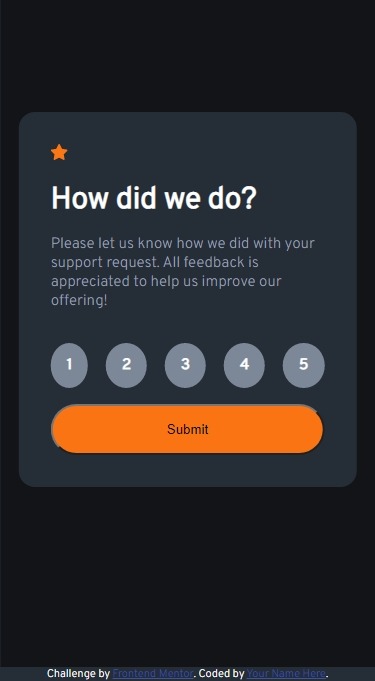 How did we do?
Please let us know how we did with your
support request. All feedback is
appreciated to help us improve our
offering!
1 2 3 4 5
Submit
Challenge by Frontend Mentor. Coded by Your Name Here.